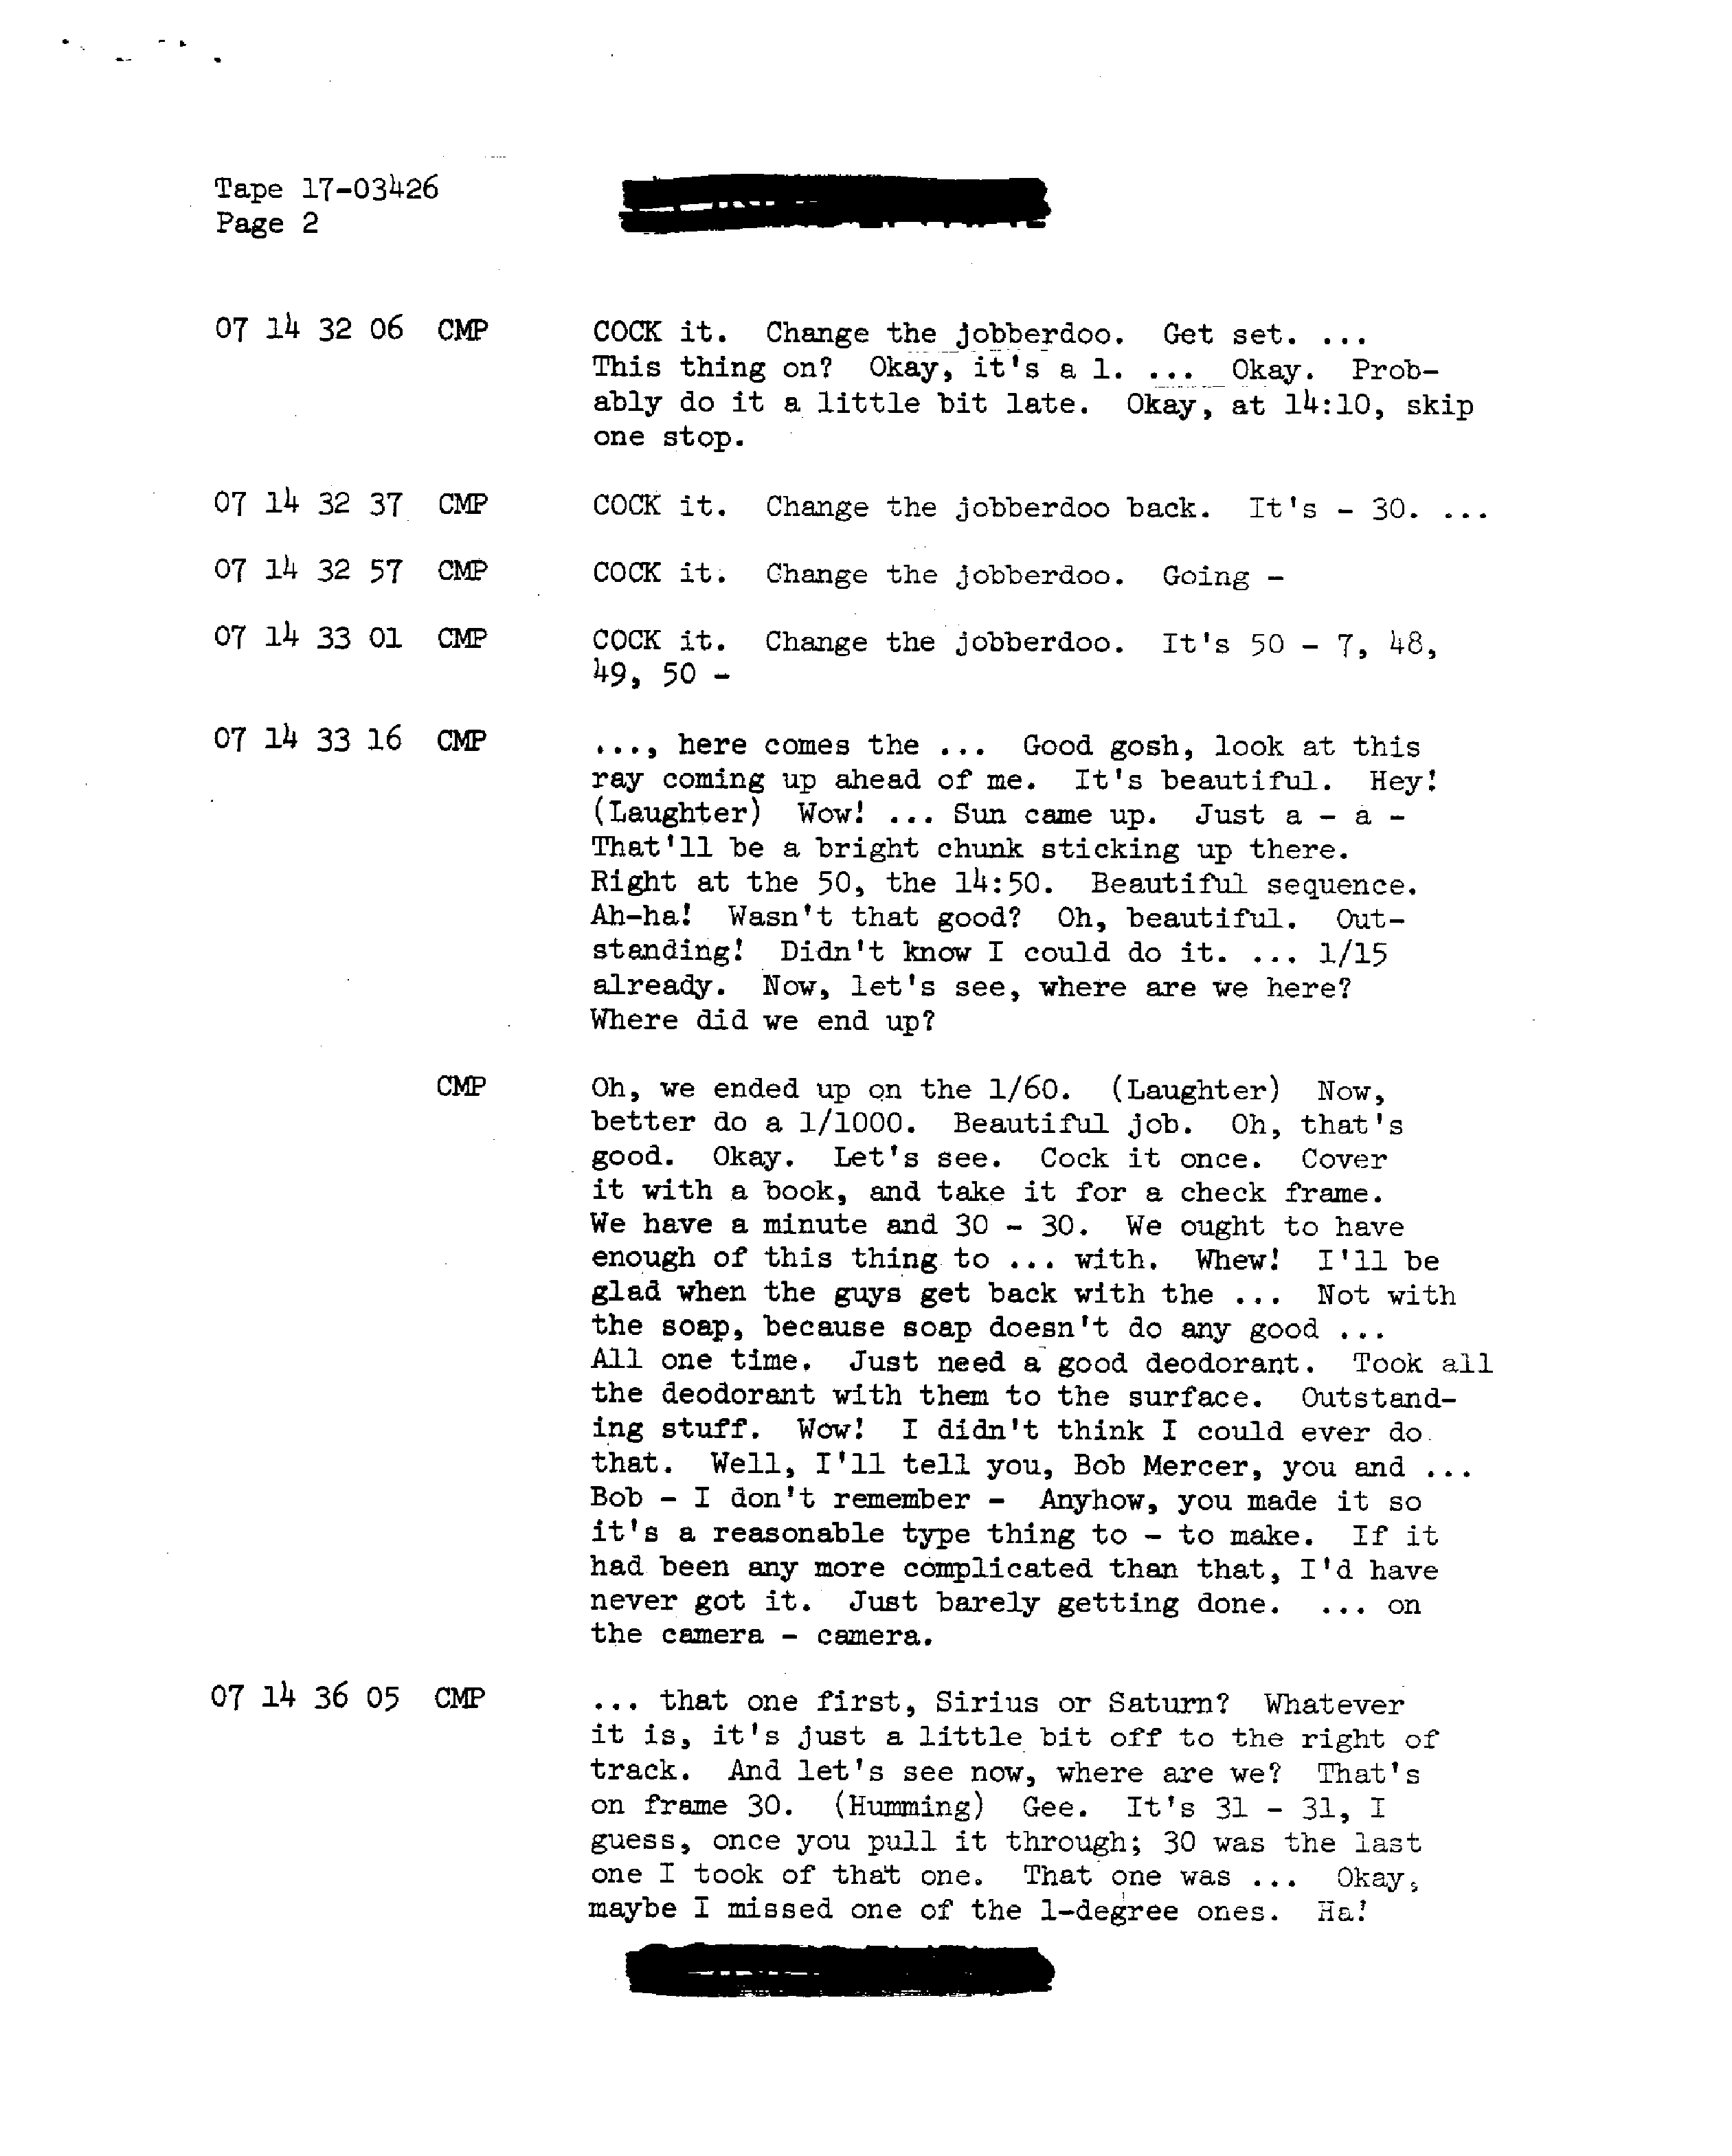 Tape 17-03426
Page 2
07 14 32 06 CMP COCK it. Change the jobberdoo. Get set. ...
This thing on? Okay, it's a 1. ... Okay. Prob-
ably do it a little bit late. Okay, at 14:10, skip
one stop.
07 14 32 37 CMP COCK it. Change the jobberdoo back. It's - 30. ...
07 14 32 57 CMP COCK it. Change the jobberdoo. Going -
07 14 33 01 CMP COCK it. Change the jobberdoo. It's 50 - 7, 48,
49, 50 -
07 14 33 16 CMP ..., here comes the ... Good gosh, look at this
ray coming up ahead of me. It's beautiful. Hey!
(Laughter) Wow! ... Sun came up. Just a - a -
That'll be a bright chunk sticking up there.
Right at the 50, the 14:50. Beautiful sequence.
Ah-ha! Wasn't that good? Oh, beautiful. Out-
standing! Didn't know I could do it. ... 1/15
already. Now, let's see, where are we here?
Where did we end up?
CMP Oh, we ended up on the 1/60. (Laughter) Now,
better do a 1/1000. Beautiful job. Oh, that's
good. Okay. Let's see. Cock it once. Cover
it with a book, and take it for a check frame.
We have a minute and 30 - 30. We ought to have
enough of this thing to ... with. Whew! I'll be
glad when the guys get back with the ... Not with
the soap, because soap doesn't do any good ...
All one time. Just need a good deodorant. Took all
the deodorant with them to the surface. Outstand-
ing stuff. Wow! I didn't think I could ever do
that. Well, I'll tell you, Bob Mercer, you and ...
Bob - I don't remember - Anyhow, you made it so
it's a reasonable type thing to - to make. If it
had been any more complicated than that, I'd have
never got it. Just barely getting done. ... on
the camera - camera.
07 14 36 05 CMP ... that one first, Sirius or Saturn? Whatever
it is, it's just a little bit off to the right of
track. And let's see now, where are we? That's
on frame 30. (Humming) Gee. It's 31 - 31, I
guess, once you pull it through; 30 was the last
one I took of that one. That one was ... Okay,
maybe I missed one of the 1-degree ones. Ha!